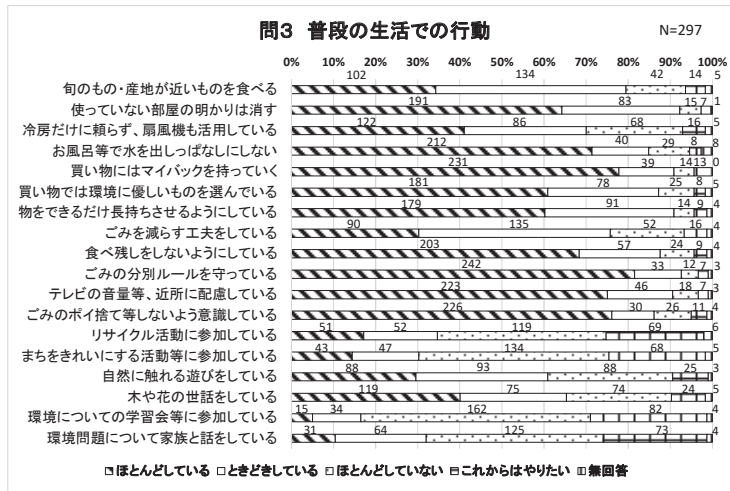 問3 普段の生活での行動
N=297
0% 10% 20% 30% 40% 50% 60% 70% 80% 90% 100%
旬のもの・産地が近いものを食べる 102 134 42 14 5
使っていない部屋の明かりは消す 191 83 15 7 1
冷房だけに頼らず、扇風機も活用している 122 86 68 16 5
お風呂等で水を出しっぱなしにしない 212 40 29 8 8
買い物にはマイバックを持っていく 231 39 14 13 0
買い物では環境に優しいものを選んでいる 181 78 25 8 5
物をできるだけ長持ちさせるようにしている 179 91 14 9 4
ごみを減らす工夫をしている 90 135 52 16 4
食べ残しをしないようにしている 203 57 24 9 4
ごみの分別ルールを守っている 242 33 12 7 3
テレビの音量等、近所に配慮している 223 46 18 7 3
ごみのポイ捨て等しないよう意識している 226 30 26 11 4
リサイクル活動に参加している 51 52 119 69 6
まちをきれいにする活動等に参加している 43 47 134 68 5
自然に触れる遊びをしている 88 93 88 25 3
木や花の世話をしている 119 75 74 24 5
環境についての学習会等に参加している 15 34 162 82 4
環境問題について家族と話をしている 31 64 125 73 4
ほとんどしている ときどきしている ほとんどしていない これからはやりたい 無回答